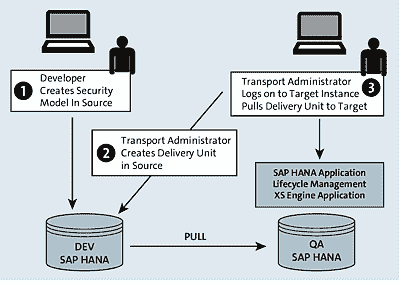 1
Developer
Creates Security
Model In Source
Transport Administrator
Logs on to Target Instance
Pulls Delivery Unit to Target
3
2
Transport Administrator
Creates Delivery Unit
in Source
SAP HANA Application
Lifecycle Management
XS Engine Application
DEV
SAP HANA
PULL
QA
SAP HANA